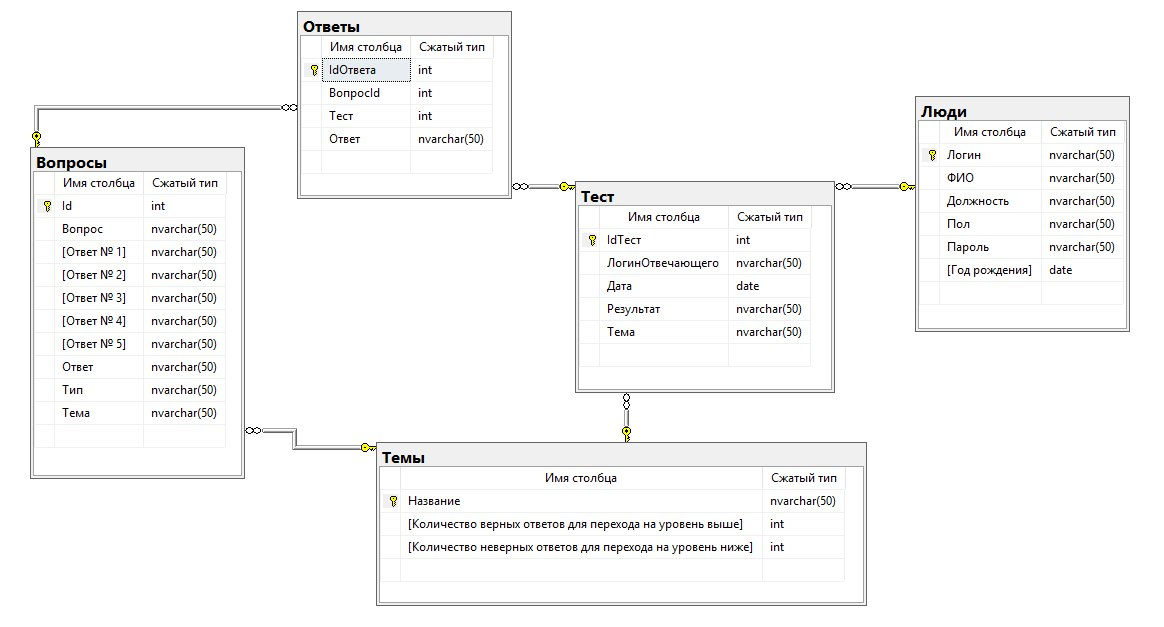 Ответы
Имя столбца Сжатый тип
IdОтвета int
ВопросId int
Тест int
Ответ nvarchar(50)
Вопросы
Имя столбца Сжатый тип
Id int
Вопрос nvarchar(50)
[Ответ № 1] nvarchar(50)
[Ответ № 2] nvarchar(50)
[Ответ № 3] nvarchar(50)
[Ответ № 4] nvarchar(50)
[Ответ № 5] nvarchar(50)
Ответ nvarchar(50)
Тип nvarchar(50)
Тема nvarchar(50)
Тест
Имя столбца Сжатый тип
IdТест int
ЛогинОтвечающего nvarchar(50)
Дата date
Результат nvarchar(50)
Тема nvarchar(50)
Люди
Имя столбца Сжатый тип
Логин nvarchar(50)
ФИО nvarchar(50)
Должность nvarchar(50)
Пол nvarchar(50)
Пароль nvarchar(50)
[Год рождения] date
Темы
Имя столбца Сжатый тип
Название nvarchar(50)
[Количество верных ответов для перехода на уровень выше] int
[Количество неверных ответов для перехода на уровень ниже] int